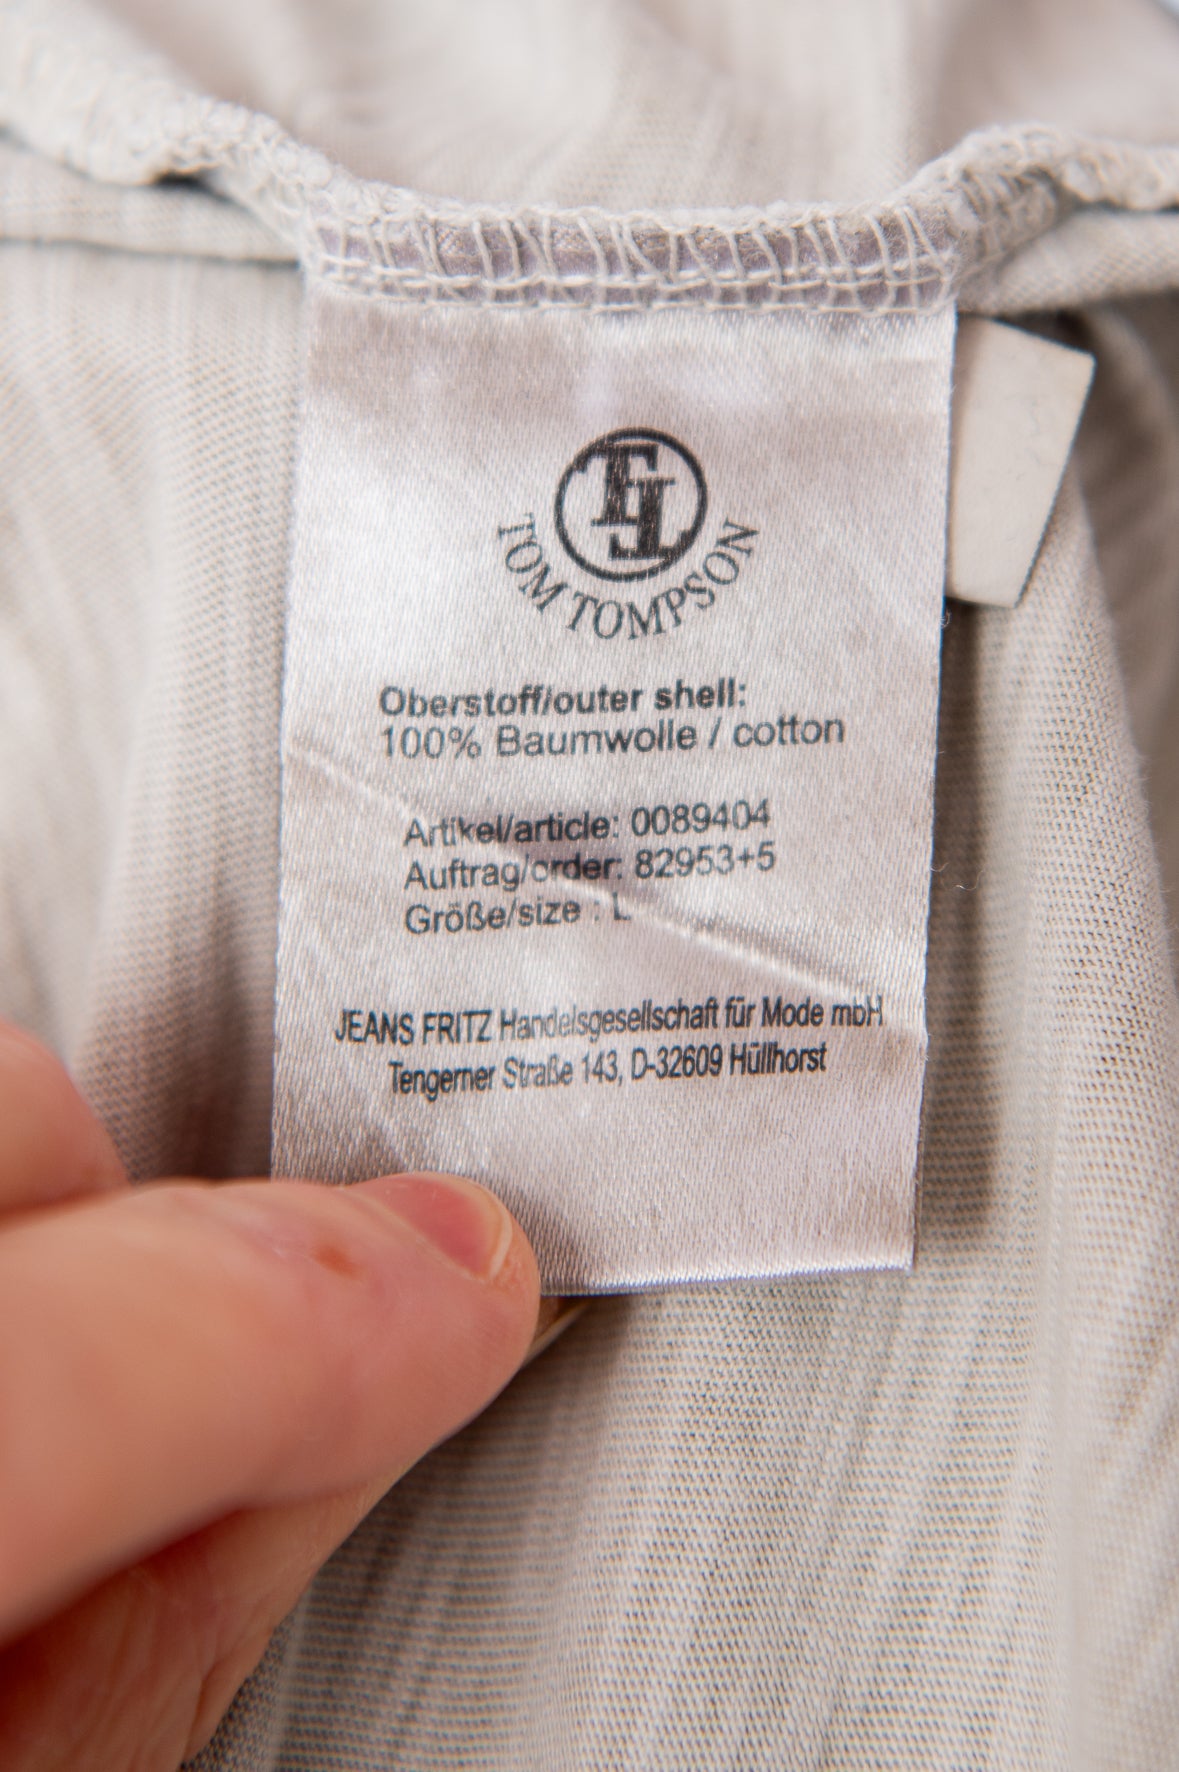 TT
TOM TOMPSON
Oberstoff/outer shell:
100% Baumwolle / cotton
Artikel/article: 0089404
Auftrag/order: 82953+5
Größe/size : L
JEANS FRITZ Handelsgesellschaft für Mode mbH
Tengerner Straße 143, D-32609 Hüllhorst